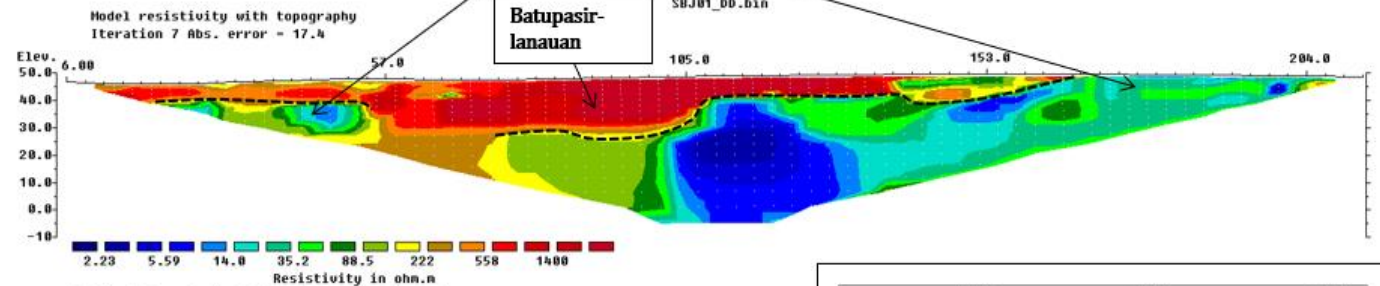 SBJ01_DD.bin
Model resistivity with topography
Iteration 7 Abs. error = 17.4
Batupasir-
lanauan
Elev.
6.00 57.0 105.0 153.0 204.0
50.0
40.0
30.0
20.0
10.0
0.0
-10
2.23 5.59 14.0 35.2 88.5 222 558 1400
Resistivity in ohm.m